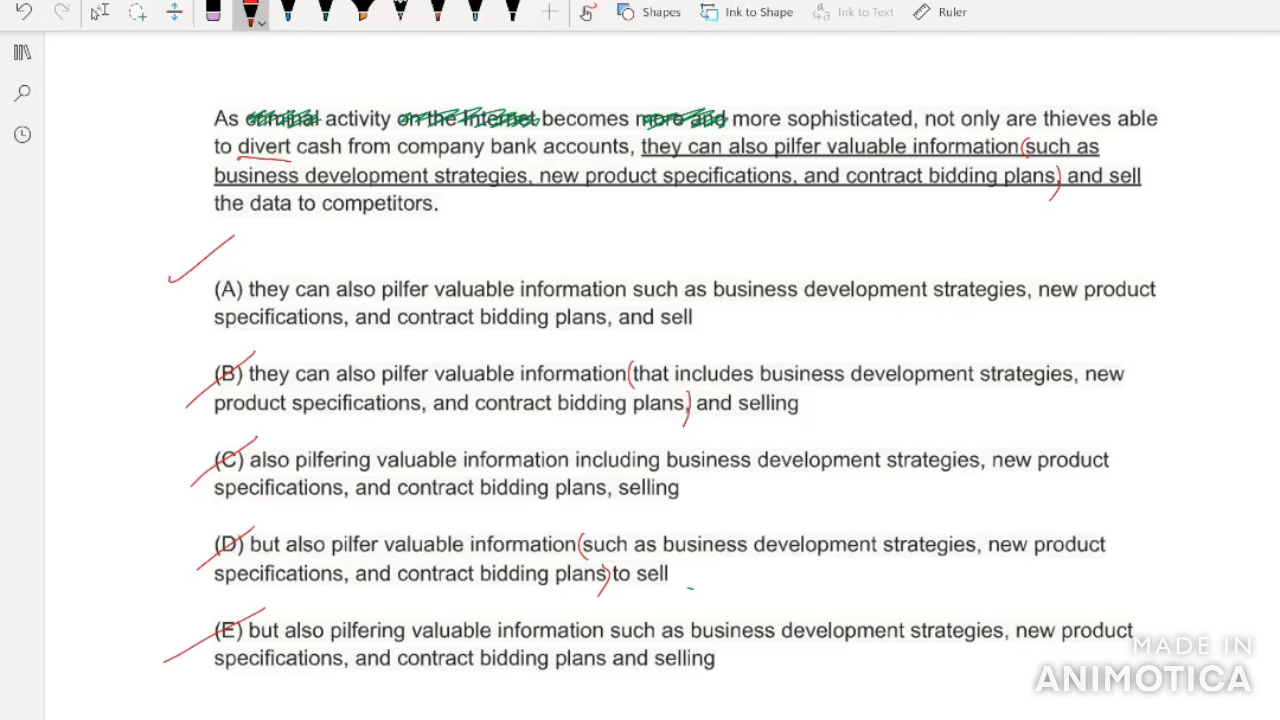 Shapes Ink to Shape Ink to Text Ruler
As criminal activity on the Internet becomes more and more sophisticated, not only are thieves able
to divert cash from company bank accounts, they can also pilfer valuable information such as
business development strategies, new product specifications, and contract bidding plans, and sell
the data to competitors.
(A) they can also pilfer valuable information such as business development strategies, new product
specifications, and contract bidding plans, and sell
(B) they can also pilfer valuable information that includes business development strategies, new
product specifications, and contract bidding plans, and selling
(C) also pilfering valuable information including business development strategies, new product
specifications, and contract bidding plans, selling
(D) but also pilfer valuable information such as business development strategies, new product
specifications, and contract bidding plans to sell
(E) but also pilfering valuable information such as business development strategies, new product
specifications, and contract bidding plans and selling
MADE IN
ANIMOTICA